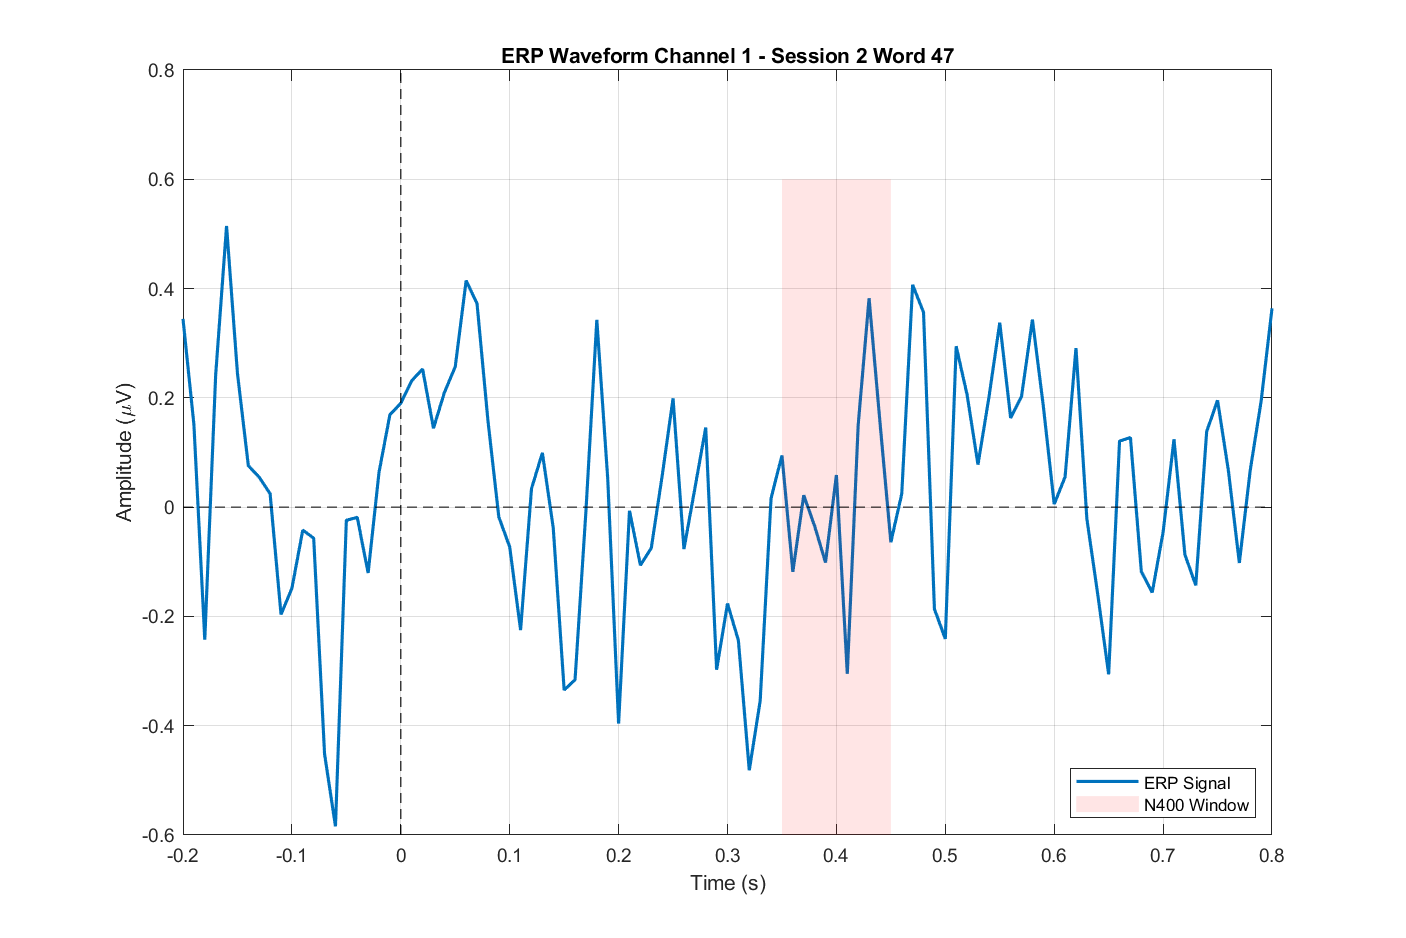 ERP Waveform Channel 1 - Session 2 Word 47
0.8
0.6
0.4
0.2
0
-0.2
-0.4
-0.6
Amplitude (μV)
-0.2 -0.1 0 0.1 0.2 0.3 0.4 0.5 0.6 0.7 0.8
Time (s)
ERP Signal
N400 Window